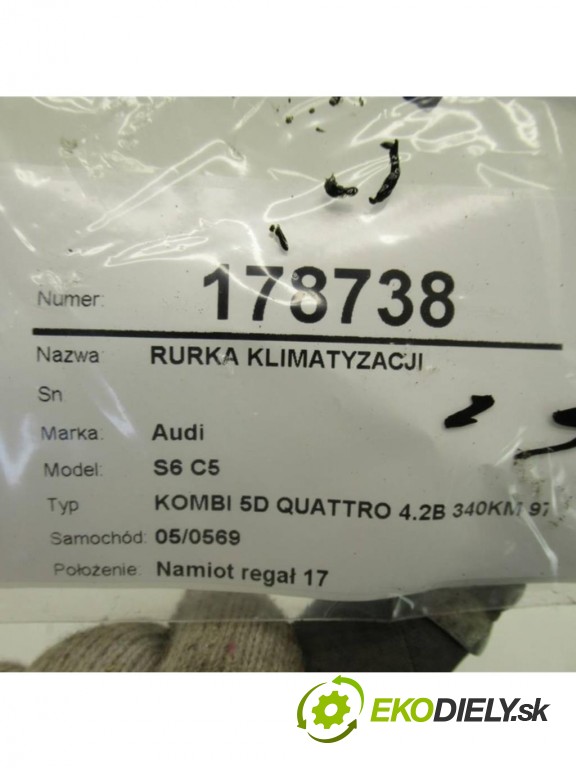 Numer: 178738
Nazwa RURKA KLIMATYZACJI
Sn
Marka: Audi
Model: S6 C5
Typ KOMBI 5D QUATTRO 4.2B 340KM 97
Samochód: 05/0569
Położenie: Namiot regał 17
EKODIELY.sk